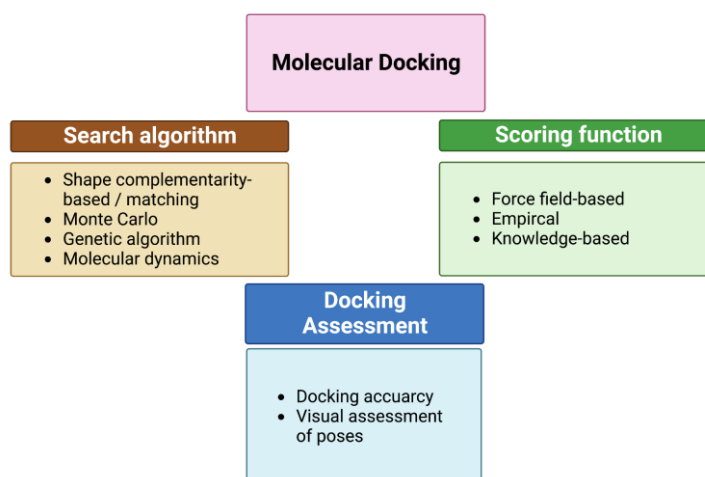 Molecular Docking
Search algorithm
• Shape complementarity-
based / matching
• Monte Carlo
• Genetic algorithm
• Molecular dynamics
Scoring function
• Force field-based
• Empircal
• Knowledge-based
Docking
Assessment
• Docking accuarcy
• Visual assessment
of poses